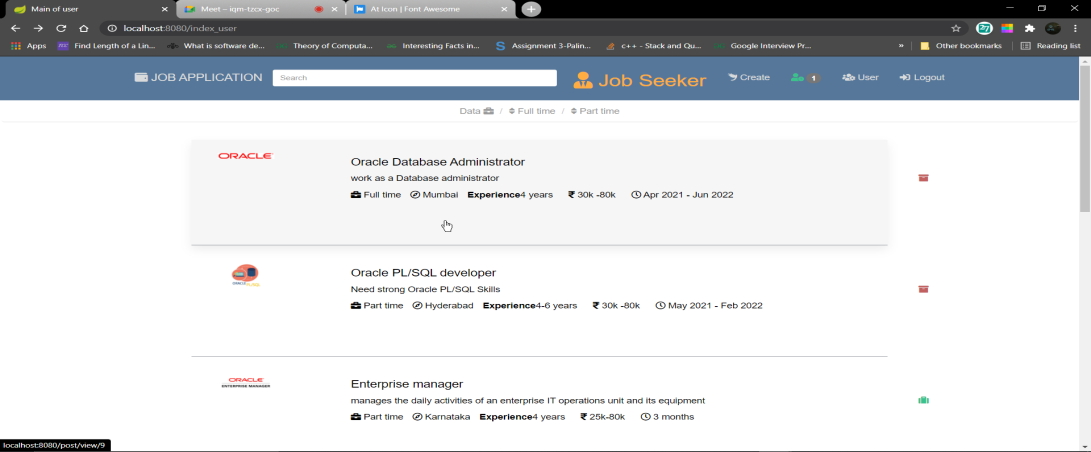 Main of user
Meet – iqm-tzcx-goc
At Icon | Font Awesome
localhost:8080/index_user
Apps
Find Length of a Lin...
What is software de...
Theory of Computa...
Interesting Facts in...
Assignment 3-Palin...
c++ - Stack and Qu...
Google Interview Pr...
»
Other bookmarks
Reading list
JOB APPLICATION
Search
Job Seeker
Create
1
User
Logout
Data / Full time / Part time
ORACLE
Oracle Database Administrator
work as a Database administrator
Full time Mumbai Experience4 years ₹ 30k -80k Apr 2021 - Jun 2022
Oracle PL/SQL developer
Need strong Oracle PL/SQL Skills
Part time Hyderabad Experience4-6 years ₹ 30k -80k May 2021 - Feb 2022
ORACLE
ENTERPRISE MANAGER
Enterprise manager
manages the daily activities of an enterprise IT operations unit and its equipment
Part time Karnataka Experience4 years ₹ 25k-80k 3 months
localhost:8080/post/view/9